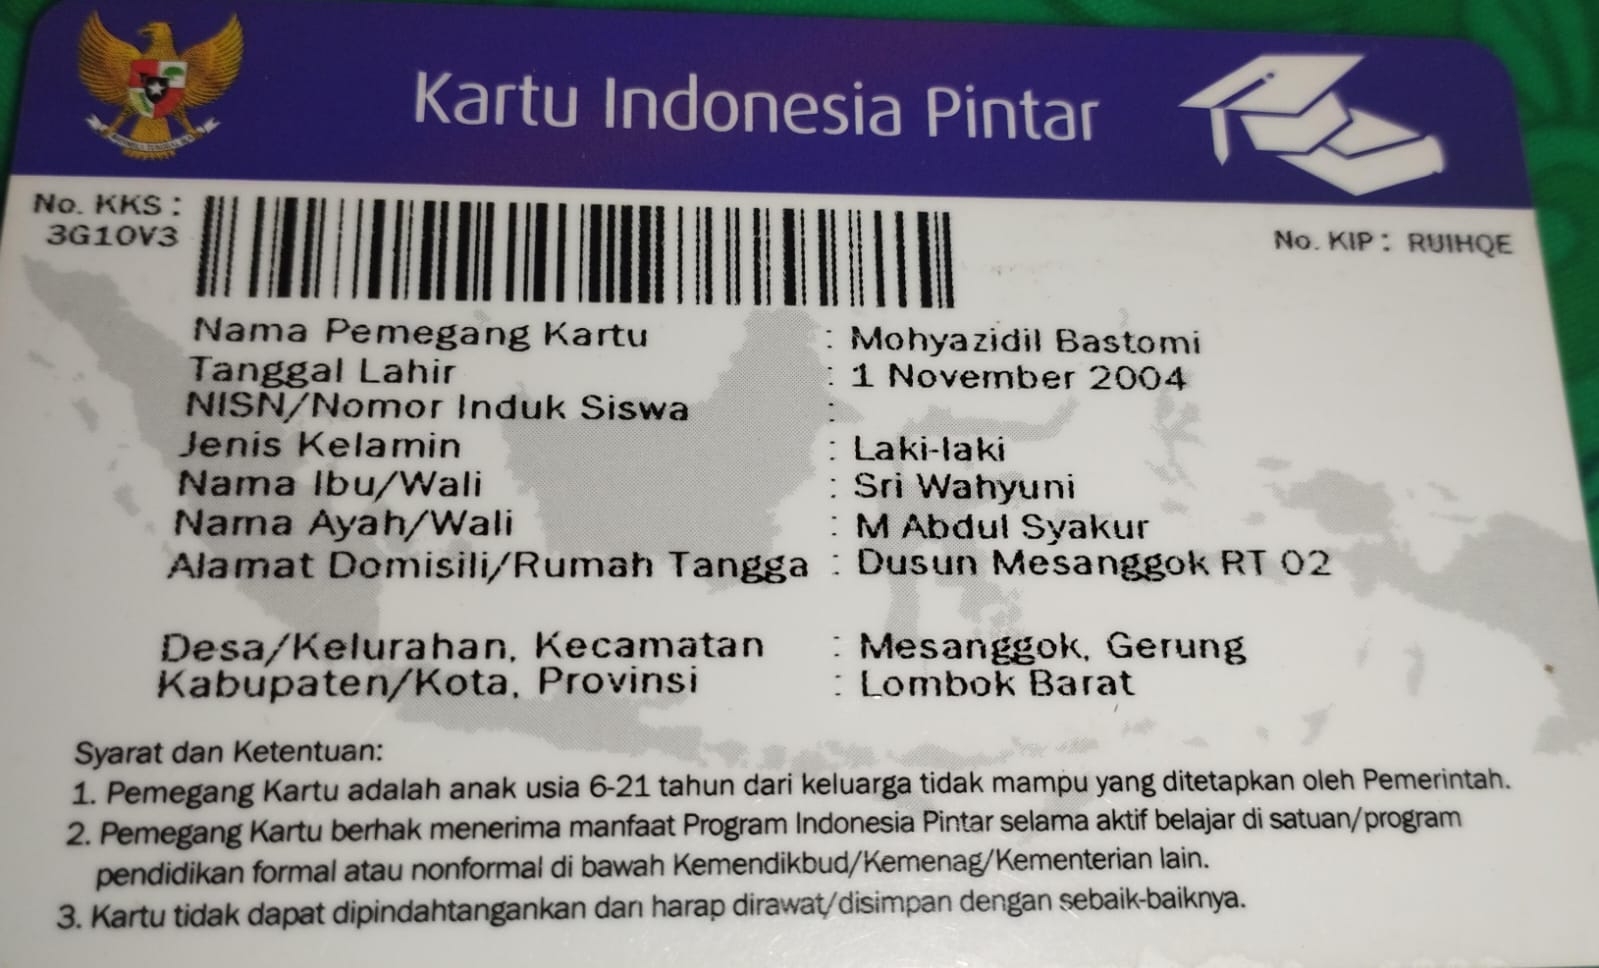 Kartu Indonesia Pintar
No. KKS :
3G10V3
No. KIP : RUIHQE
Nama Pemegang Kartu : Mohyazidil Bastomi
Tanggal Lahir : 1 November 2004
NISN/Nomor Induk Siswa :
Jenis Kelamin : Laki-laki
Nama Ibu/Wali : Sri Wahyuni
Nama Ayah/Wali : M Abdul Syakur
Alamat Domisili/Rumah Tangga : Dusun Mesanggok RT 02
Desa/Kelurahan, Kecamatan : Mesanggok, Gerung
Kabupaten/Kota, Provinsi : Lombok Barat
Syarat dan Ketentuan:
1. Pemegang Kartu adalah anak usia 6-21 tahun dari keluarga tidak mampu yang ditetapkan oleh Pemerintah.
2. Pemegang Kartu berhak menerima manfaat Program Indonesia Pintar selama aktif belajar di satuan/program
pendidikan formal atau nonformal di bawah Kemendikbud/Kemenag/Kementerian lain.
3. Kartu tidak dapat dipindahtangankan dan harap dirawat/disimpan dengan sebaik-baiknya.